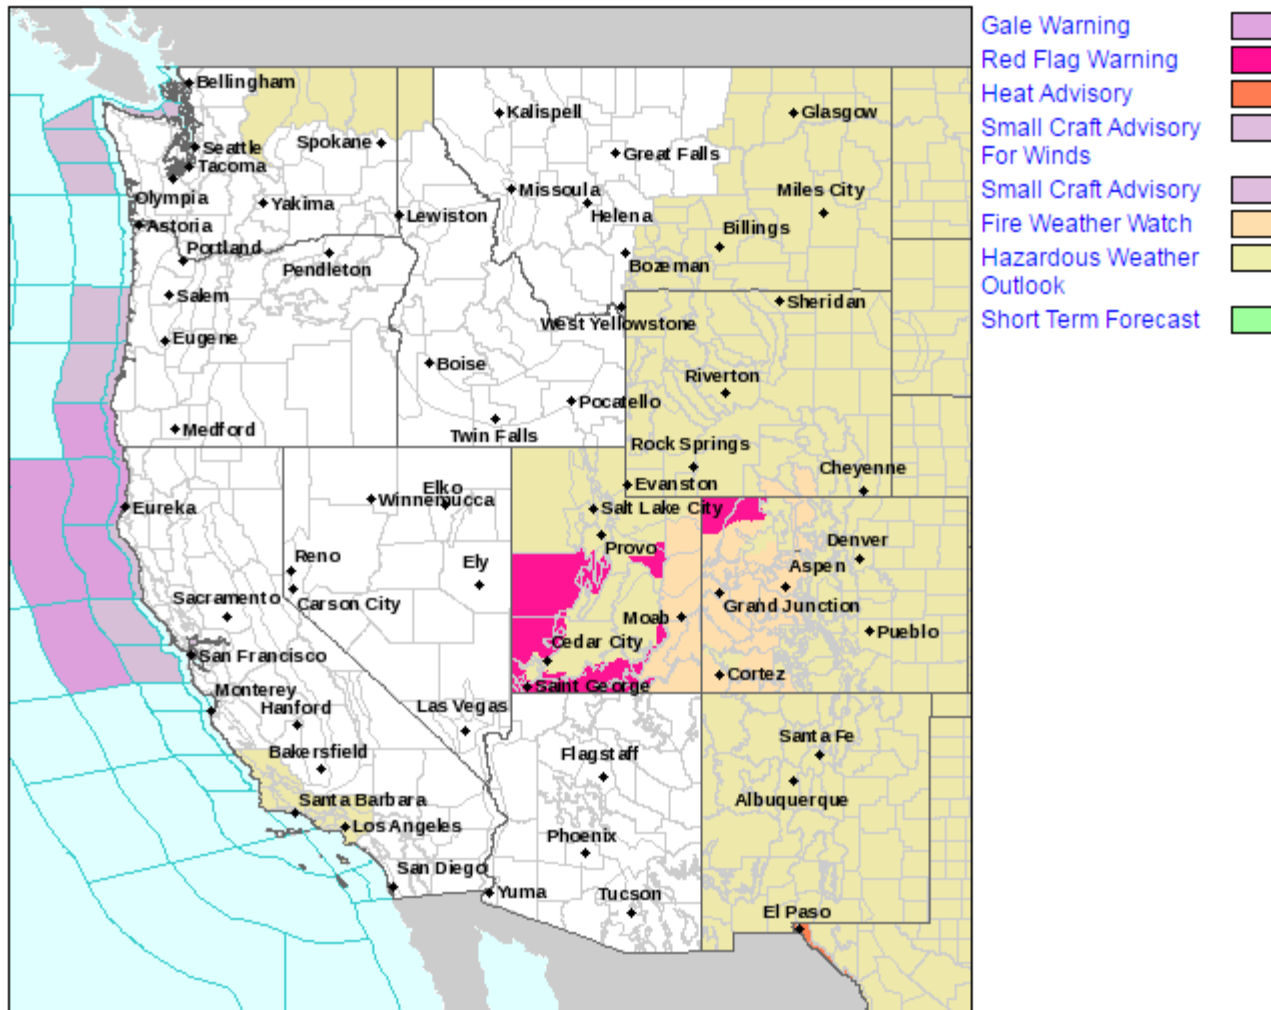 Bellingham
Seattle
Tacoma
Olympia
Astoria
Yakima
Spokane
Kalispell
Great Falls
Glasgow
Missoula
Helena
Miles City
Lewiston
Billings
Portland
Pendleton
Bozeman
Salem
Sheridan
West Yellowstone
Eugene
Boise
Riverton
Pocatello
Medford
Twin Falls
Rock Springs
Cheyenne
Evanston
Elko
Winnemucca
Eureka
Salt Lake City
Provo
Denver
Reno
Ely
Aspen
Sacramento
Carson City
Grand Junction
Moab
Pueblo
Cedar City
San Francisco
Cortez
Saint George
Monterey
Hanford
Las Vegas
Bakersfield
Flagstaff
Santa Fe
Santa Barbara
Albuquerque
Los Angeles
Phoenix
San Diego
Yuma
Tucson
El Paso
Gale Warning
Red Flag Warning
Heat Advisory
Small Craft Advisory
For Winds
Small Craft Advisory
Fire Weather Watch
Hazardous Weather
Outlook
Short Term Forecast